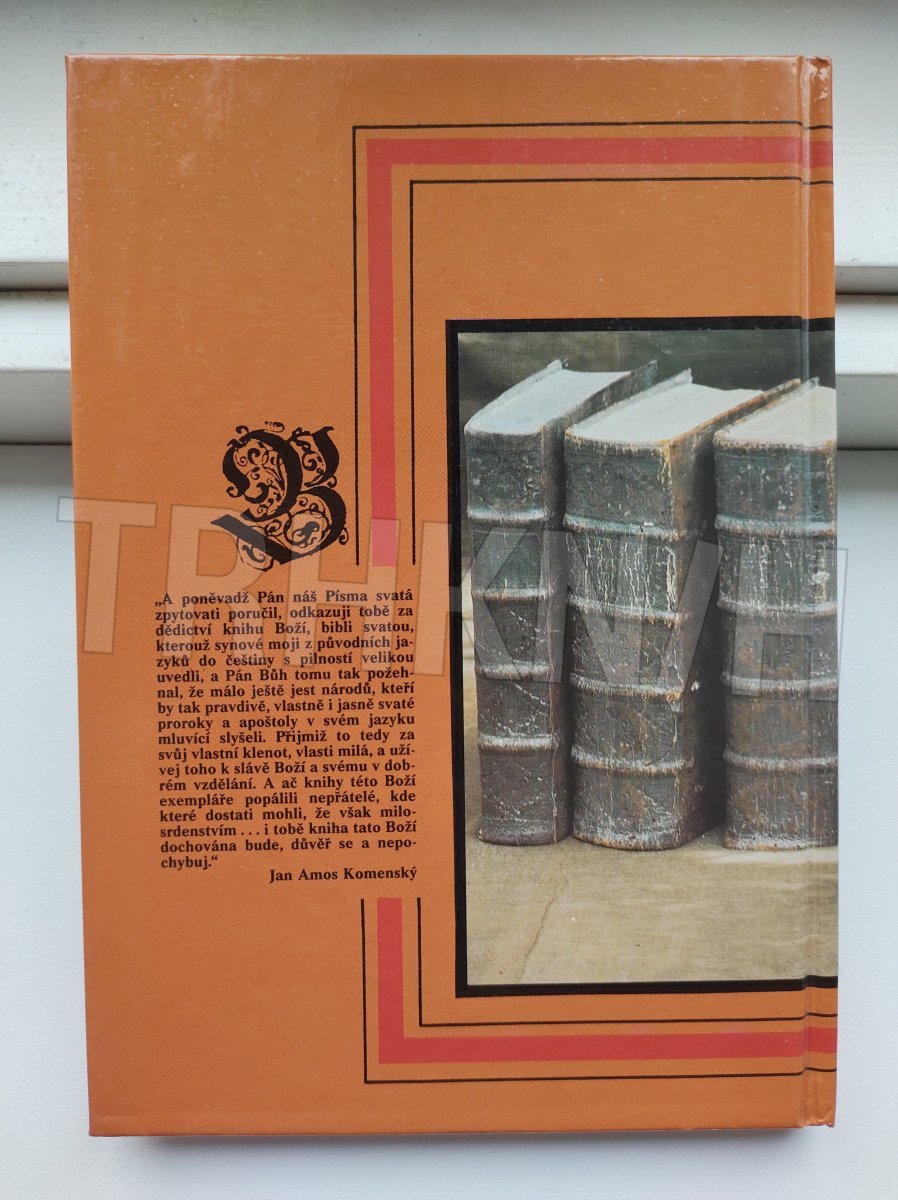 B
„A poněvadž Pán náš Písma svatá
zpytovati poručil, odkazuji tobě za
dědictví knihu Boží, bibli svatou,
kterouž synové moji z původních ja-
zyků do češtiny s pilností velikou
uvedli, a Pán Bůh tomu tak požeh-
nal, že málo ještě jest národů, kteří
by tak pravdivě, vlastně i jasně svaté
proroky a apoštoly v svém jazyku
mluvící slyšeli. Přijmiž to tedy za
svůj vlastní klenot, vlasti milá, a uží-
vej toho k slávě Boží a svému v dob-
rém vzdělání. A ač knihy této Boží
exempláře popálili nepřátelé, kde
které dostati mohli, že však milo-
srdenstvím . . . i tobě kniha tato Boží
dochována bude, důvěř se a nepo-
chybuj.“
Jan Amos Komenský